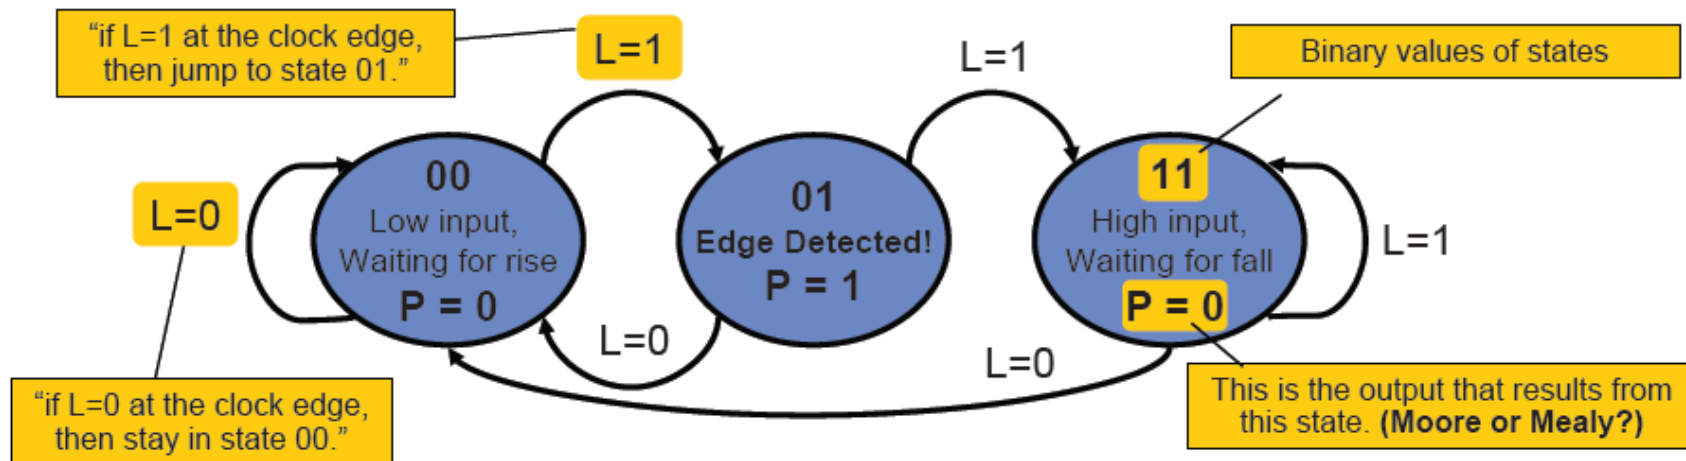 “if L=1 at the clock edge,
then jump to state 01.”
L=1
L=1
Binary values of states
L=0
00
Low input,
Waiting for rise
P = 0
01
Edge Detected!
P = 1
11
High input,
Waiting for fall
P = 0
L=1
L=0
L=0
“if L=0 at the clock edge,
then stay in state 00.”
This is the output that results from
this state. (Moore or Mealy?)